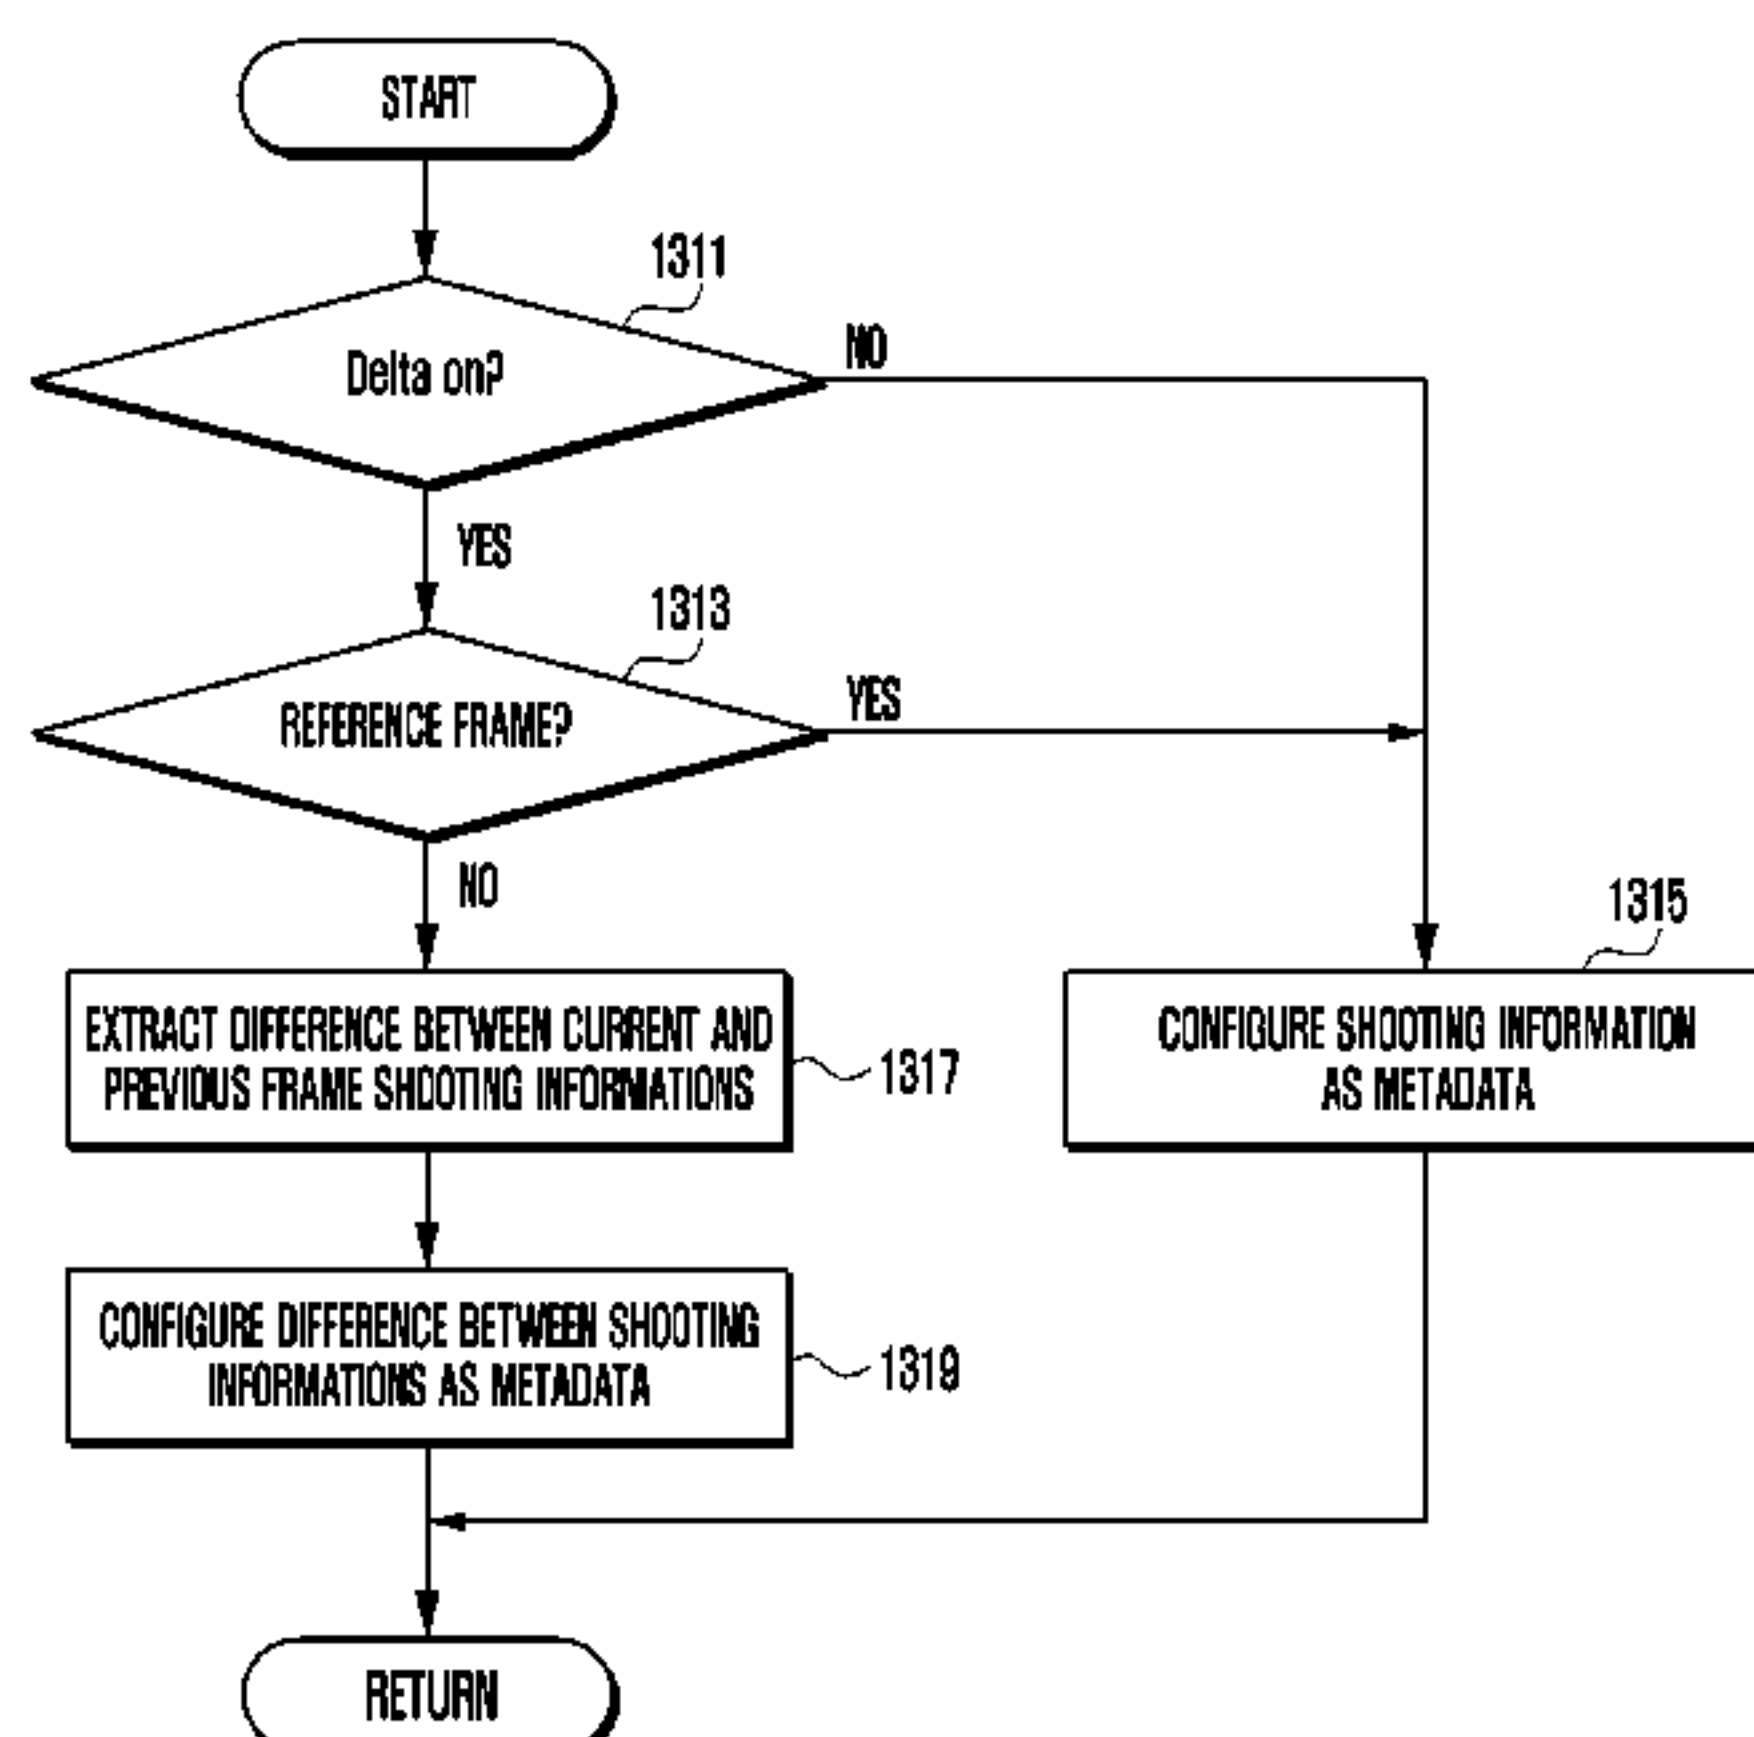 START
1311
Delta on?
NO
YES
1313
REFERENCE FRAME?
YES
NO
1315
EXTRACT DIFFERENCE BETWEEN CURRENT AND
PREVIOUS FRAME SHOOTING INFORMATIONS
1317
CONFIGURE SHOOTING INFORMATION
AS METADATA
CONFIGURE DIFFERENCE BETWEEN SHOOTING
INFORMATIONS AS METADATA
1319
RETURN